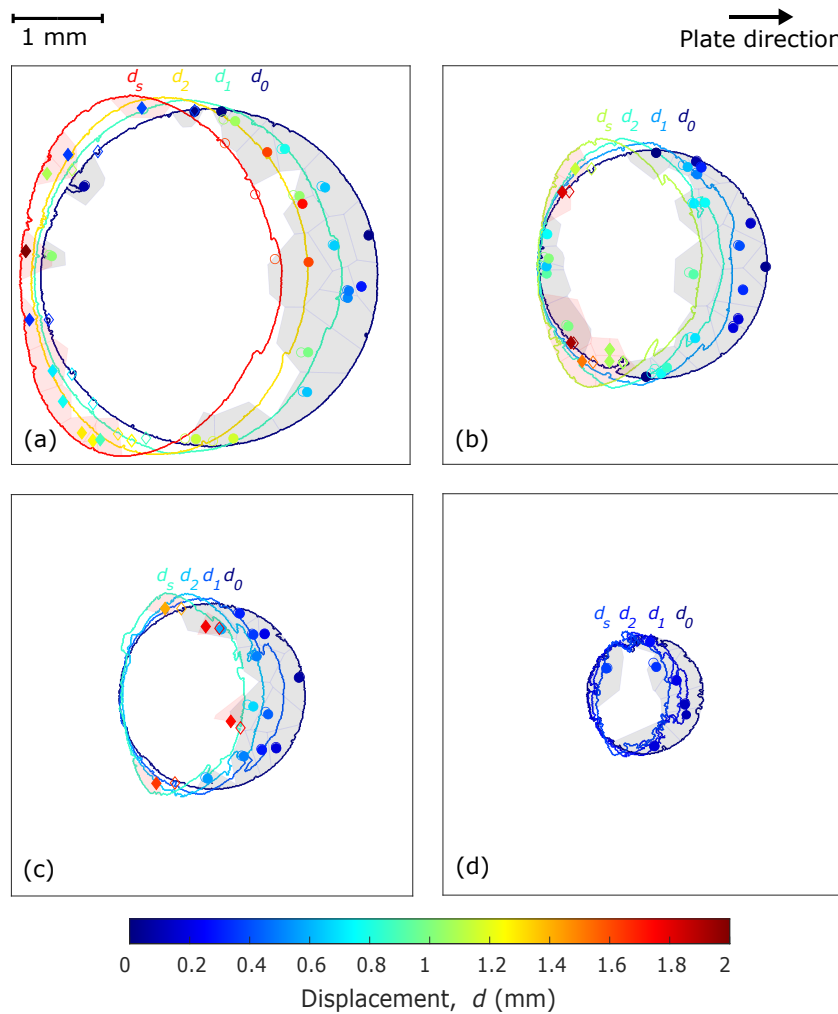 1 mm
Plate direction
d_s d_2 d_1 d_0
(a)
d_s d_2 d_1 d_0
(b)
d_s d_2 d_1 d_0
(c)
d_s d_2 d_1 d_0
(d)
0 0.2 0.4 0.6 0.8 1 1.2 1.4 1.6 1.8 2
Displacement, d (mm)